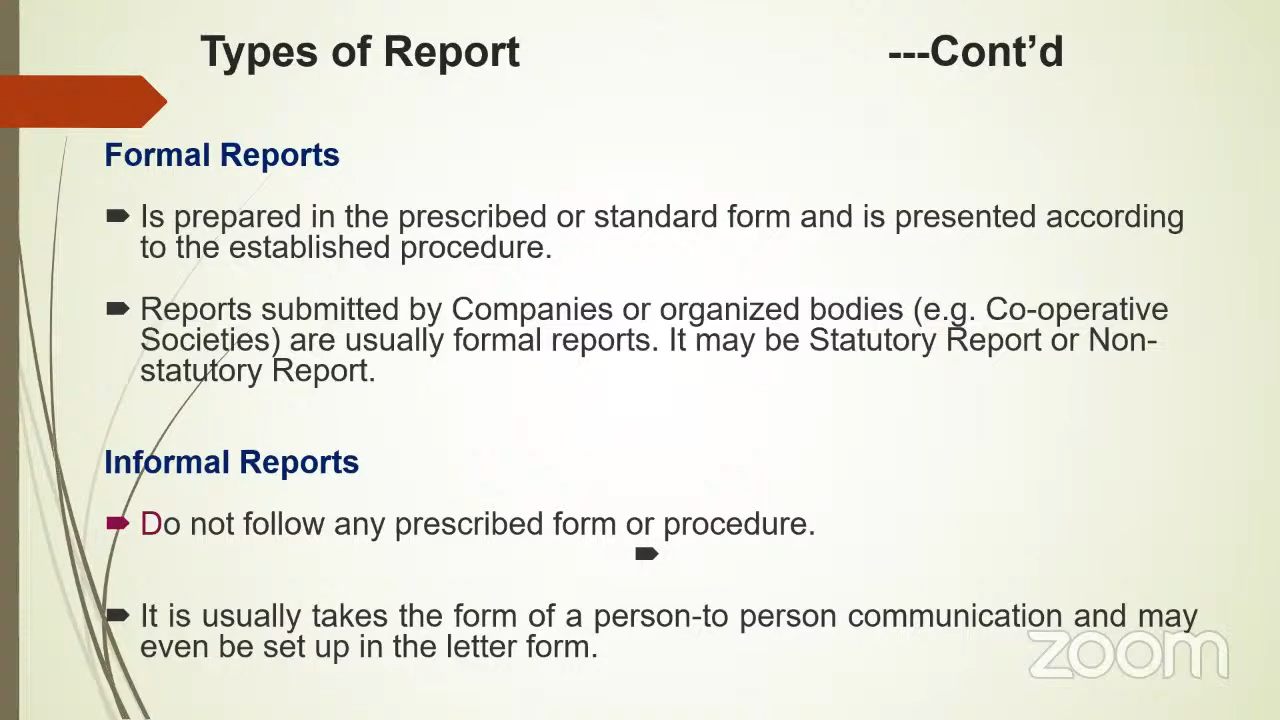 Types of Report ---Cont’d
Formal Reports
Is prepared in the prescribed or standard form and is presented according
to the established procedure.
Reports submitted by Companies or organized bodies (e.g. Co-operative
Societies) are usually formal reports. It may be Statutory Report or Non-
statutory Report.
Informal Reports
Do not follow any prescribed form or procedure.
It is usually takes the form of a person-to person communication and may
even be set up in the letter form.
zoom